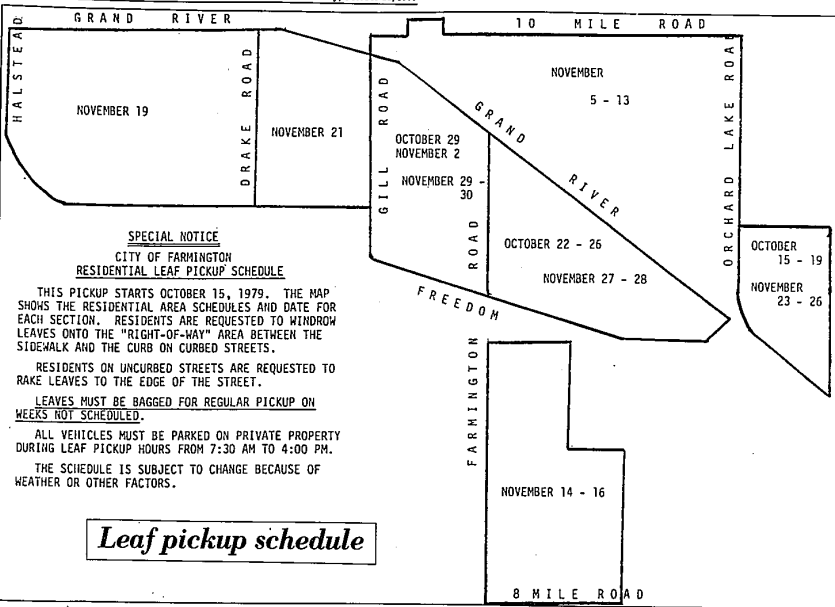 GRAND RIVER
10 MILE ROAD
HALSTEAD
DRAKE ROAD
GILL ROAD
ORCHARD LAKE ROAD
NOVEMBER
5 - 13
NOVEMBER 19
NOVEMBER 21
OCTOBER 29
NOVEMBER 2
NOVEMBER 29 -
30
GRAND RIVER
ROAD
OCTOBER 22 - 26
NOVEMBER 27 - 28
OCTOBER
15 - 19
NOVEMBER
23 - 26
FREEDOM
FARMINGTON
NOVEMBER 14 - 16
8 MILE ROAD
SPECIAL NOTICE
CITY OF FARMINGTON
RESIDENTIAL LEAF PICKUP SCHEDULE
THIS PICKUP STARTS OCTOBER 15, 1979. THE MAP
SHOWS THE RESIDENTIAL AREA SCHEDULES AND DATE FOR
EACH SECTION. RESIDENTS ARE REQUESTED TO WINDROW
LEAVES ONTO THE "RIGHT-OF-WAY" AREA BETWEEN THE
SIDEWALK AND THE CURB ON CURBED STREETS.
RESIDENTS ON UNCURBED STREETS ARE REQUESTED TO
RAKE LEAVES TO THE EDGE OF THE STREET.
LEAVES MUST BE BAGGED FOR REGULAR PICKUP ON
WEEKS NOT SCHEDULED.
ALL VEHICLES MUST BE PARKED ON PRIVATE PROPERTY
DURING LEAF PICKUP HOURS FROM 7:30 AM TO 4:00 PM.
THE SCHEDULE IS SUBJECT TO CHANGE BECAUSE OF
WEATHER OR OTHER FACTORS.
Leaf pickup schedule